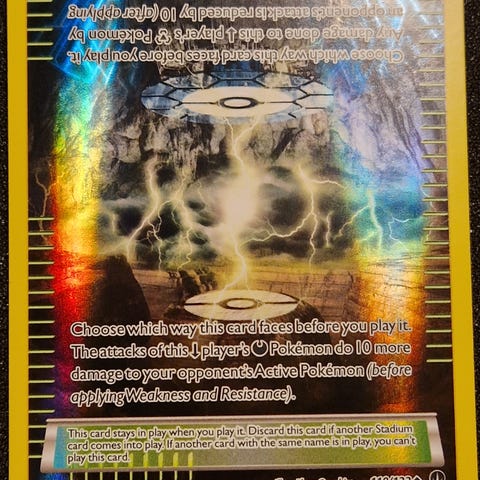 Choose which way this card faces before you play it.
Any damage done to this ↓ player's Pokémon by
an opponent's attack is reduced by 10 (after applying
Choose which way this card faces before you play it.
The attacks of this ↓ player's Pokémon do 10 more
damage to your opponent's Active Pokémon (before
applying Weakness and Resistance).
This card stays in play when you play it. Discard this card if another Stadium
card comes into play. If another card with the same name is in play, you can't
play this card.